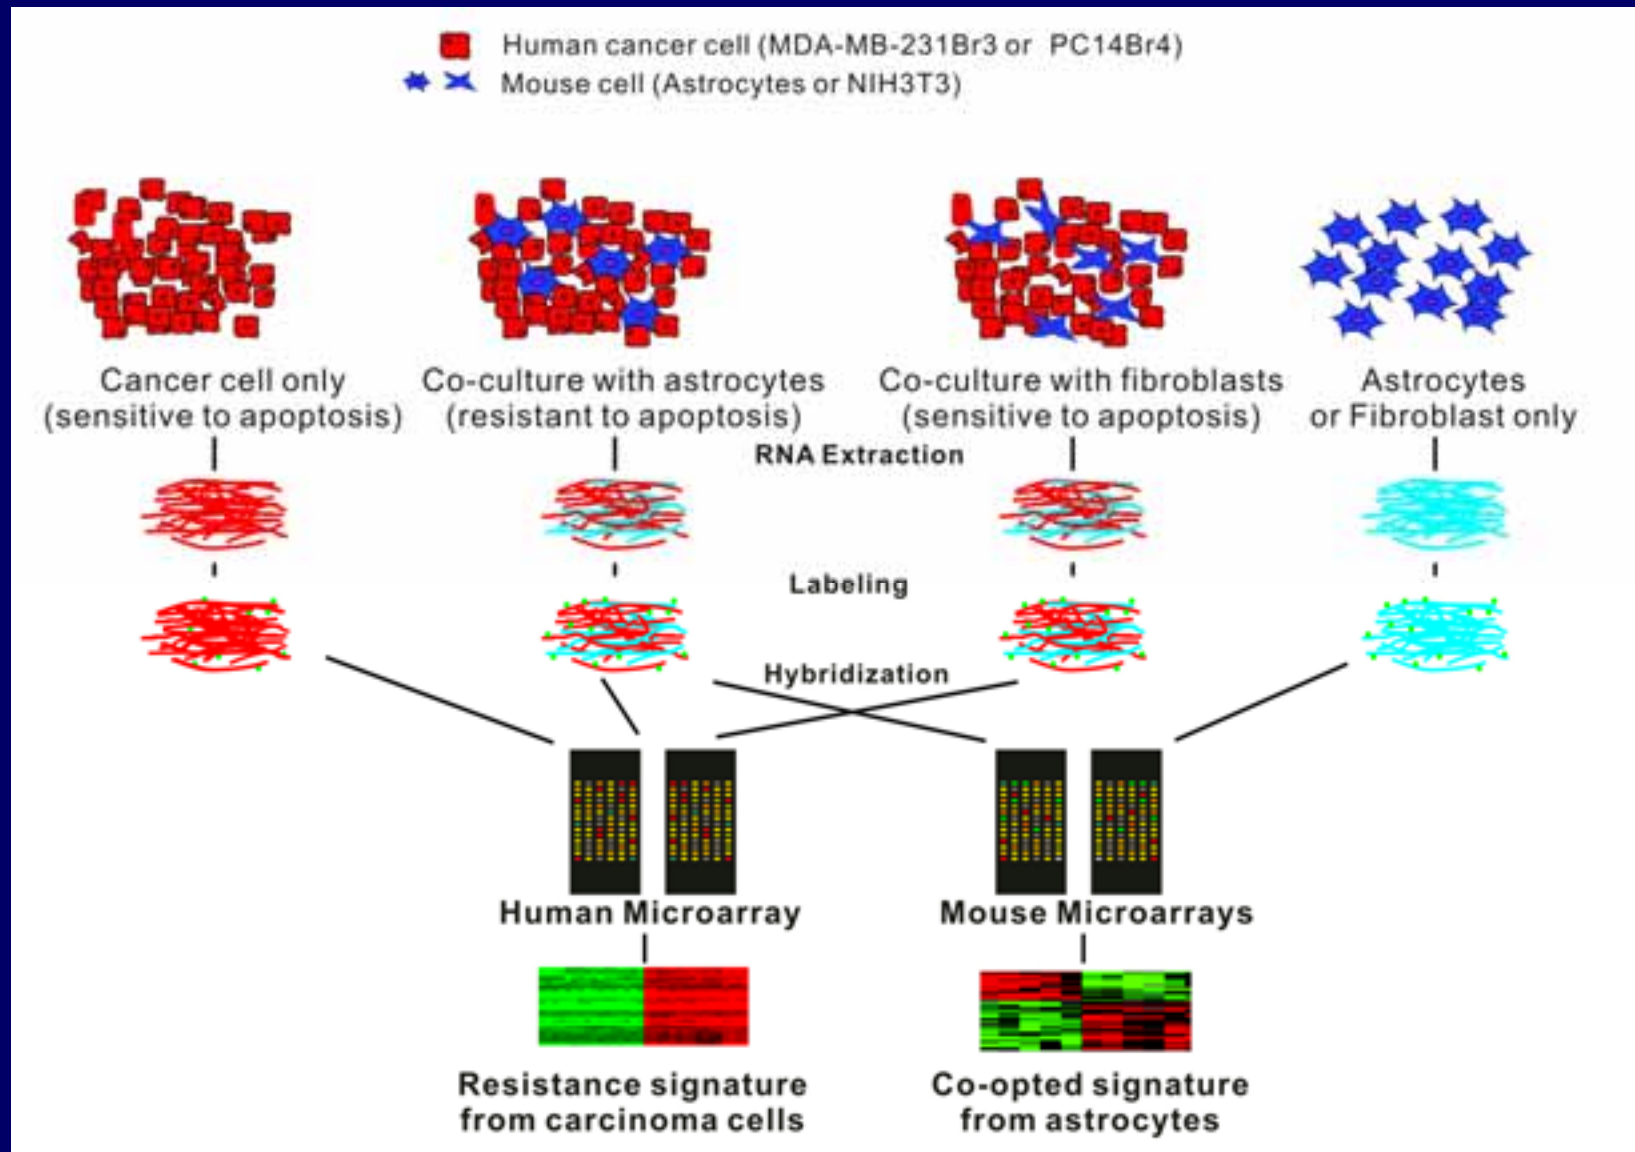 Human cancer cell (MDA-MB-231Br3 or PC14Br4)
Mouse cell (Astrocytes or NIH3T3)
Cancer cell only
(sensitive to apoptosis)
Co-culture with astrocytes
(resistant to apoptosis)
Co-culture with fibroblasts
(sensitive to apoptosis)
Astrocytes
or Fibroblast only
RNA Extraction
Labeling
Hybridization
Human Microarray
Mouse Microarrays
Resistance signature
from carcinoma cells
Co-opted signature
from astrocytes